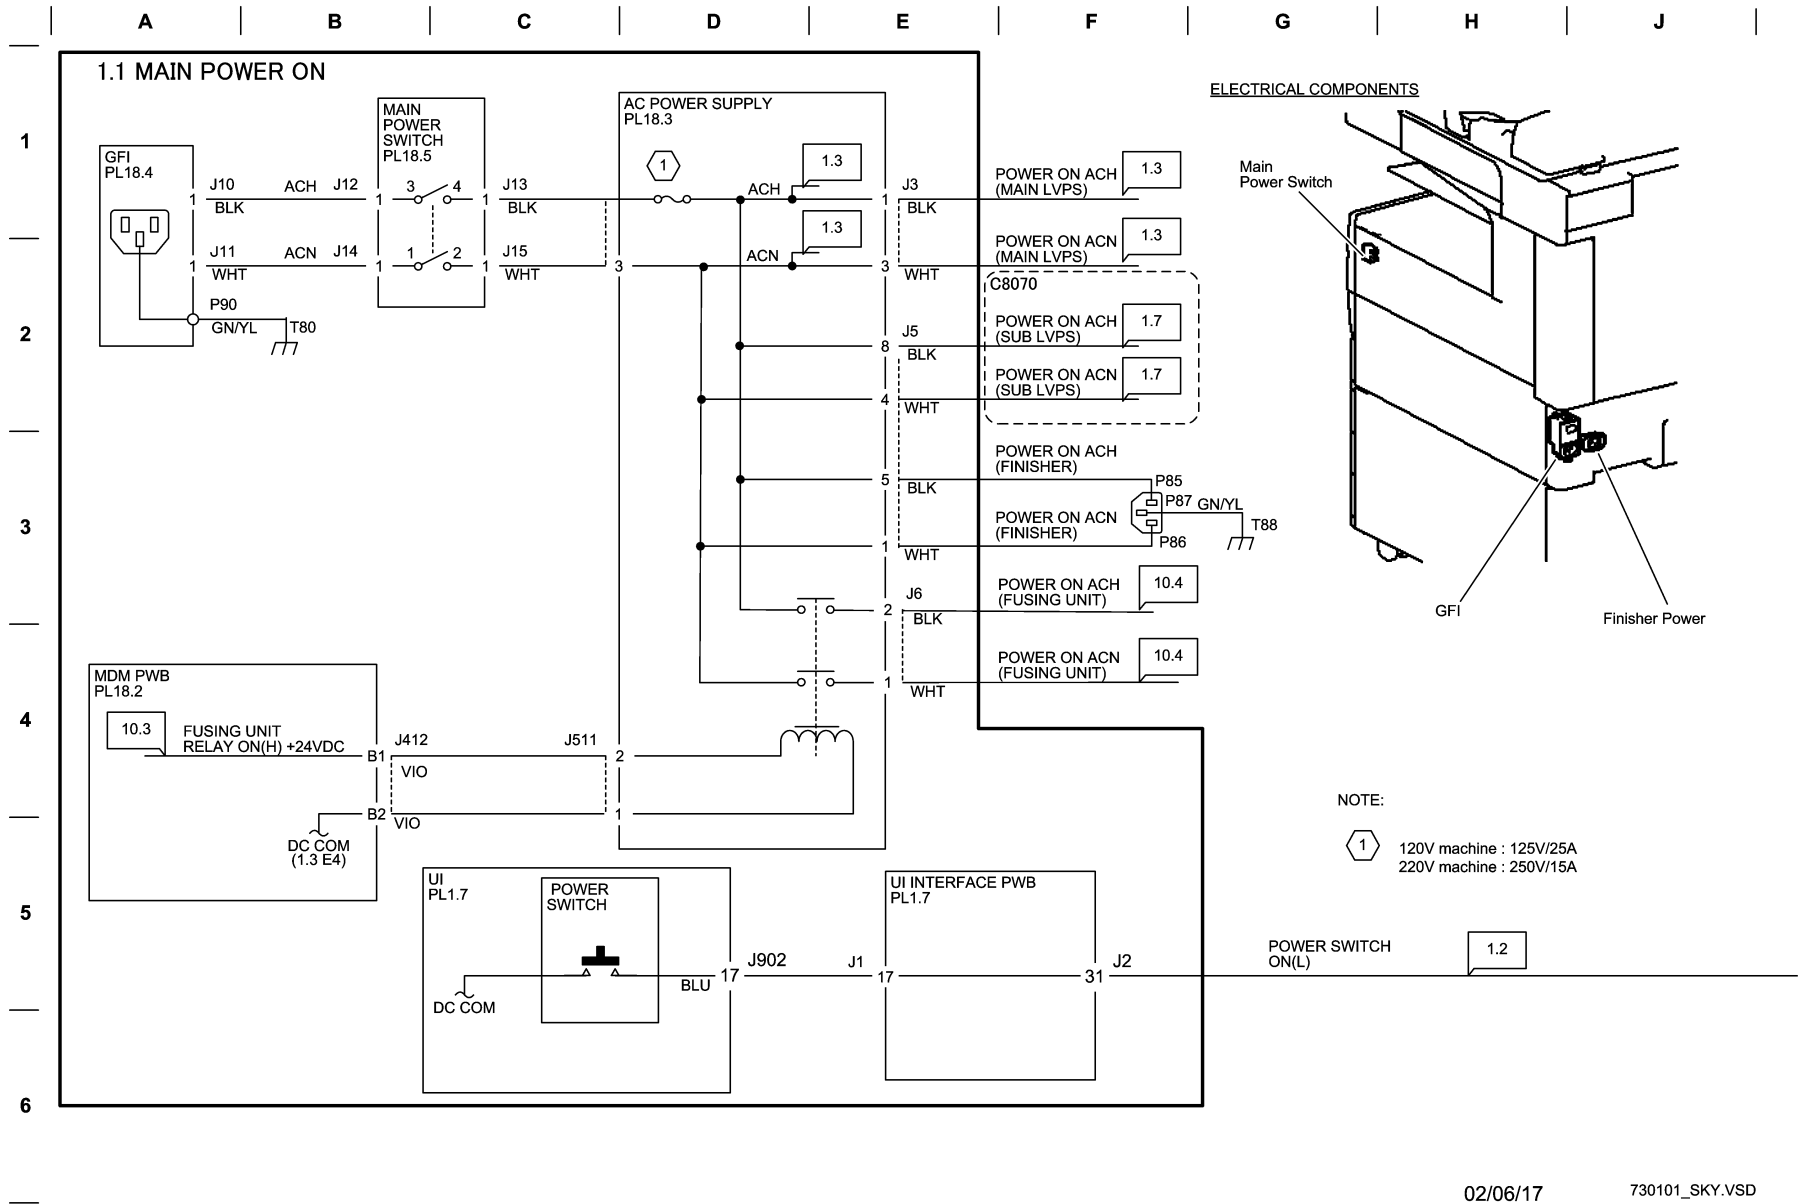 A B C D E F G H J
1.1 MAIN POWER ON
ELECTRICAL COMPONENTS
1
GFI
PL18.4
MAIN
POWER
SWITCH
PL18.5
AC POWER SUPPLY
PL18.3
1
1.3
1.3
1 J10 ACH J12 1 3 4 1 J13 ACH 1 J3
BLK BLK BLK
POWER ON ACH
(MAIN LVPS)
1.3
Main
Power Switch
1 J11 ACN J14 1 1 2 1 J15 3 ACN 3
WHT WHT WHT
POWER ON ACN
(MAIN LVPS)
1.3
C8070
2
P90
GN/YL T80
J5
8
BLK
POWER ON ACH
(SUB LVPS)
1.7
4
WHT
POWER ON ACN
(SUB LVPS)
1.7
3
POWER ON ACH
(FINISHER)
5
BLK
P85
P87 GN/YL
T88
P86
POWER ON ACN
(FINISHER)
1
WHT
J6
2
BLK
POWER ON ACH
(FUSING UNIT)
10.4
GFI
Finisher Power
4
POWER ON ACN
(FUSING UNIT)
10.4
1
WHT
MDM PWB
PL18.2
10.3
FUSING UNIT
RELAY ON(H) +24VDC
B1 J412 J511 2
VIO
B2 1
VIO
DC COM
(1.3 E4)
NOTE:
1
120V machine : 125V/25A
220V machine : 250V/15A
5
UI
PL1.7
POWER
SWITCH
UI INTERFACE PWB
PL1.7
DC COM
BLU
17 J902 J1 17 31 J2
POWER SWITCH
ON(L)
1.2
6
02/06/17
730101_SKY.VSD